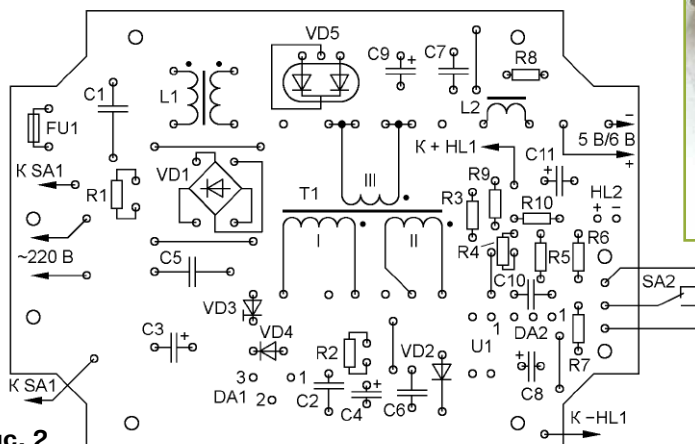 VD5
C9 +
C7
R8
C1
L1
L2
FU1
−
5 В/6 В
+
К + HL1
К SA1
VD1
R1
III
T1
R9
R3
C11
+
HL2
+ −
R10
I
II
R4
R5
R6
~220 В
C5
C10
SA2
VD3
1
DA2
1
C3 +
VD4
R2
VD2
U1
R7
3
1
К SA1
DA1
2
C2
+
C4
C6
+
C8
К −HL1
ис. 2